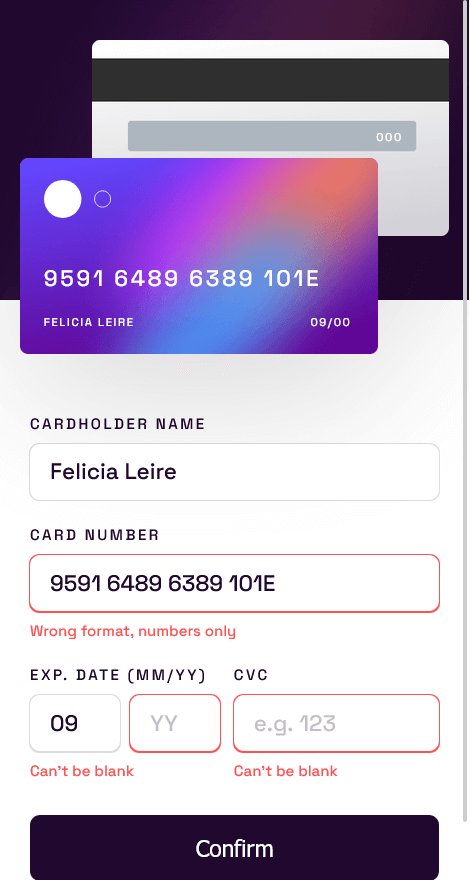 000
9591 6489 6389 101E
FELICIA LEIRE 09/00
CARDHOLDER NAME
Felicia Leire
CARD NUMBER
9591 6489 6389 101E
Wrong format, numbers only
EXP. DATE (MM/YY) CVC
09 YY e.g. 123
Can't be blank Can't be blank
Confirm